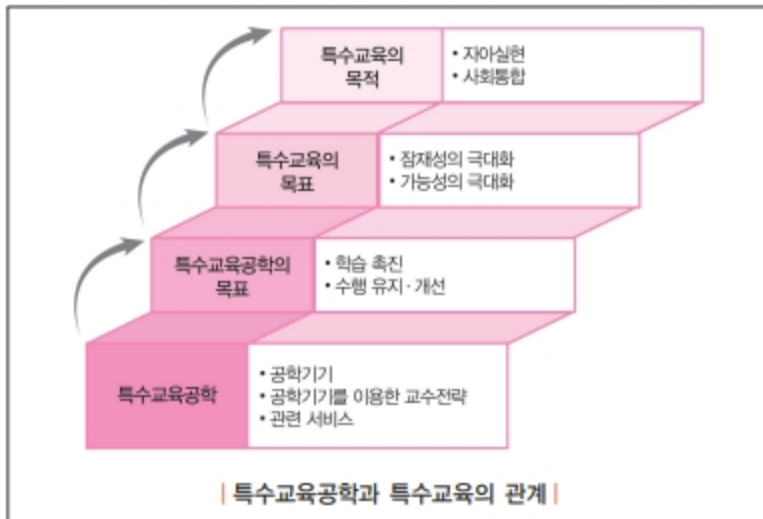 특수교육의
목적
• 자아실현
• 사회통합
특수교육의
목표
• 잠재성의 극대화
• 가능성의 극대화
특수교육공학의
목표
• 학습 촉진
• 수행 유지·개선
특수교육공학
• 공학기기
• 공학기기를 이용한 교수전략
• 관련 서비스
| 특수교육공학과 특수교육의 관계 |